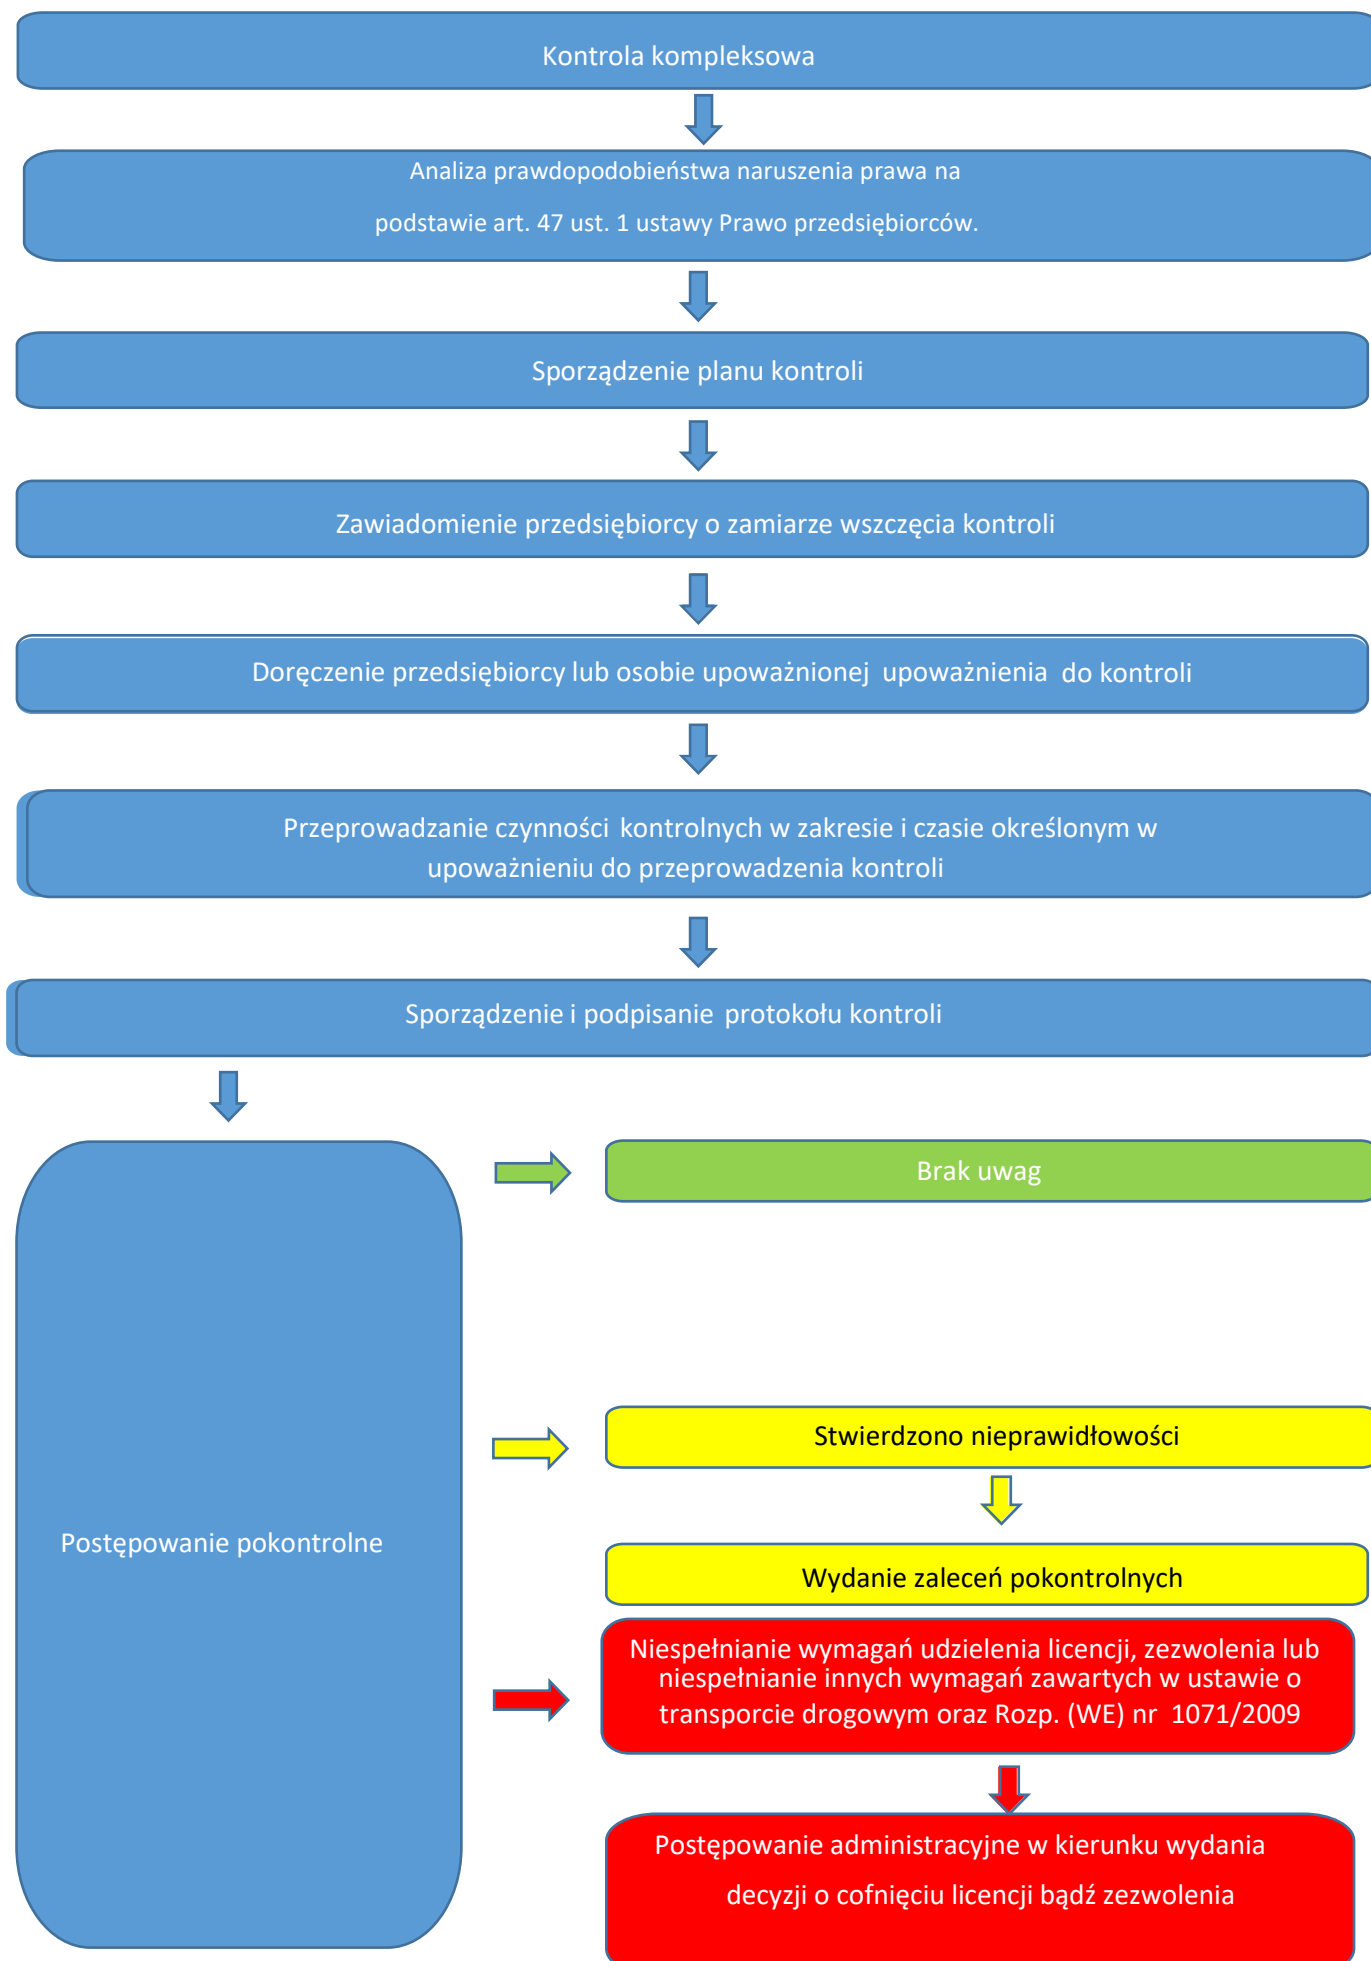 Kontrola kompleksowa
Analiza prawdopodobieństwa naruszenia prawa na
podstawie art. 47 ust. 1 ustawy Prawo przedsiębiorców.
Sporządzenie planu kontroli
Zawiadomienie przedsiębiorcy o zamiarze wszczęcia kontroli
Doręczenie przedsiębiorcy lub osobie upoważnionej upoważnienia do kontroli
Przeprowadzanie czynności kontrolnych w zakresie i czasie określonym w
upoważnieniu do przeprowadzenia kontroli
Sporządzenie i podpisanie protokołu kontroli
Postępowanie pokontrolne
Brak uwag
Stwierdzono nieprawidłowości
Wydanie zaleceń pokontrolnych
Niespełnianie wymagań udzielenia licencji, zezwolenia lub
niespełnianie innych wymagań zawartych w ustawie o
transporcie drogowym oraz Rozp. (WE) nr 1071/2009
Postępowanie administracyjne w kierunku wydania
decyzji o cofnięciu licencji bądź zezwolenia